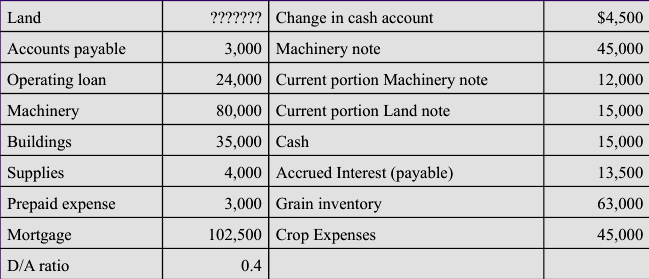 Land ??????? Change in cash account $4,500
Accounts payable 3,000 Machinery note 45,000
Operating loan 24,000 Current portion Machinery note 12,000
Machinery 80,000 Current portion Land note 15,000
Buildings 35,000 Cash 15,000
Supplies 4,000 Accrued Interest (payable) 13,500
Prepaid expense 3,000 Grain inventory 63,000
Mortgage 102,500 Crop Expenses 45,000
D/A ratio 0.4